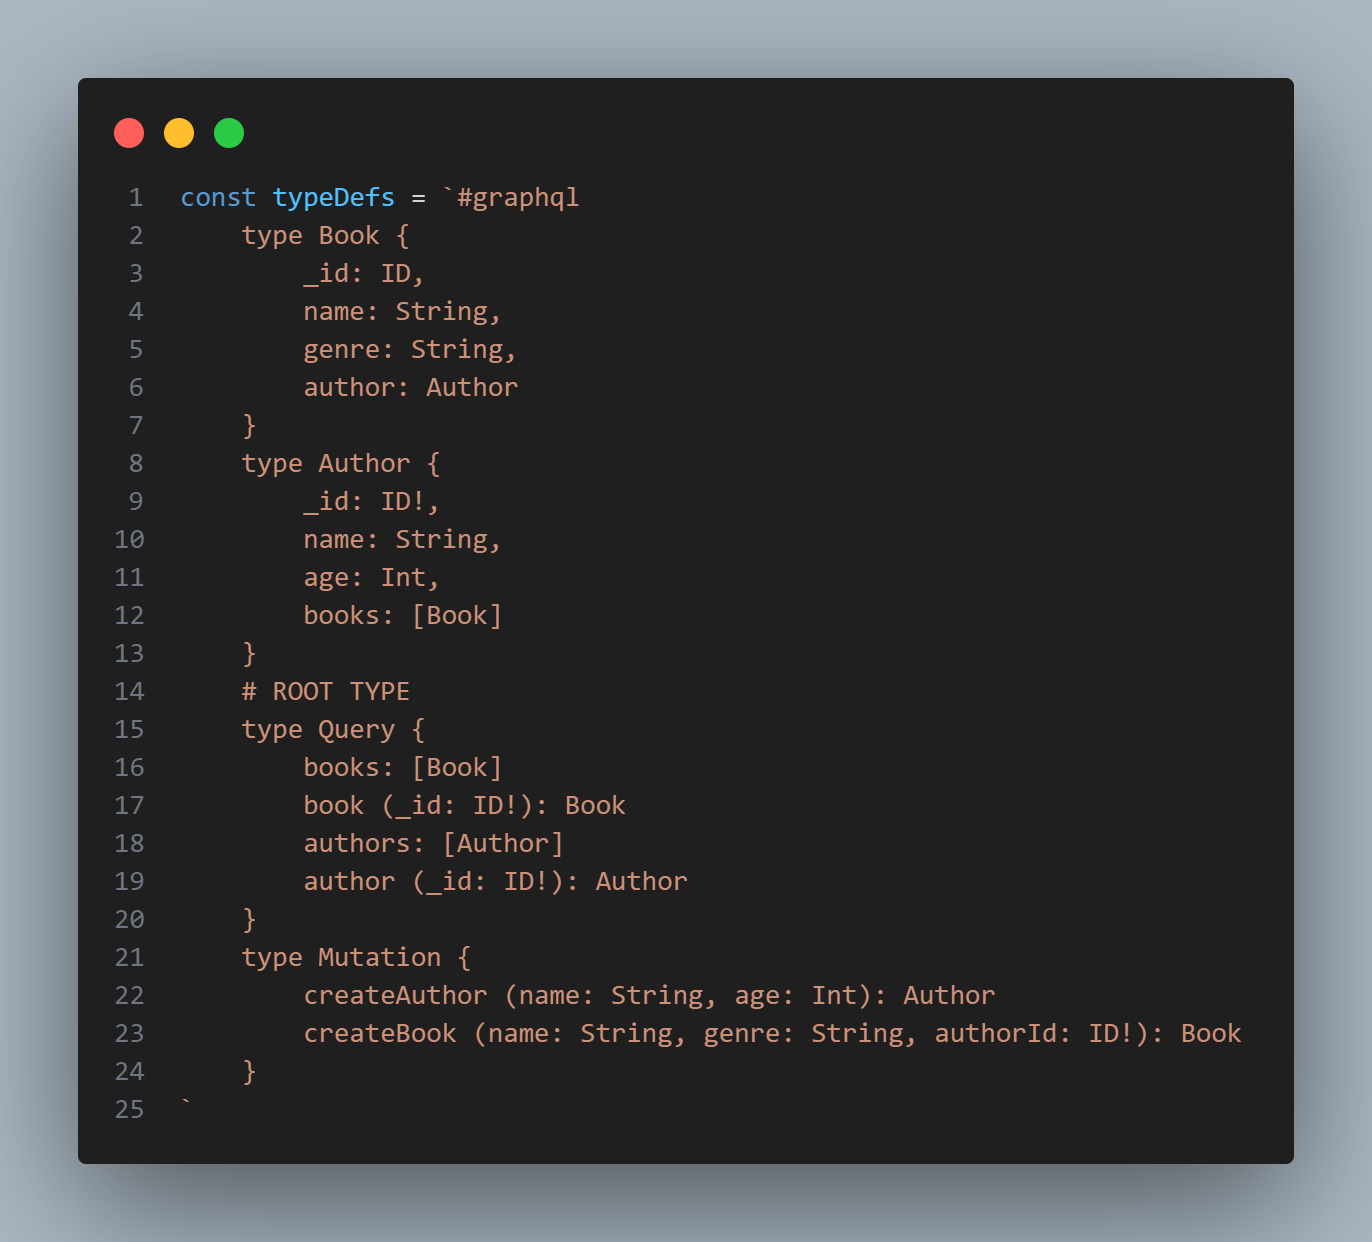 1 const typeDefs = `#graphql
2     type Book {
3         _id: ID,
4         name: String,
5         genre: String,
6         author: Author
7     }
8     type Author {
9         _id: ID!,
10         name: String,
11         age: Int,
12         books: [Book]
13     }
14     # ROOT TYPE
15     type Query {
16         books: [Book]
17         book (_id: ID!): Book
18         authors: [Author]
19         author (_id: ID!): Author
20     }
21     type Mutation {
22         createAuthor (name: String, age: Int): Author
23         createBook (name: String, genre: String, authorId: ID!): Book
24     }
25 `